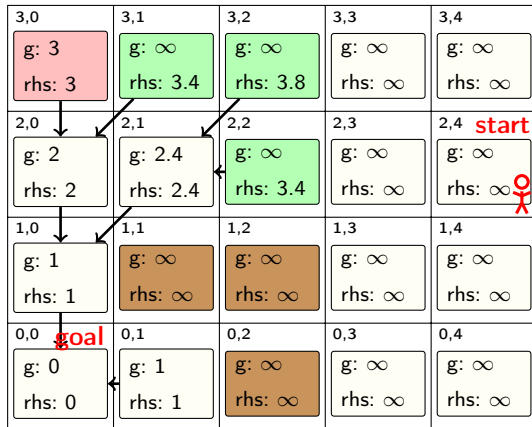 3,0 3,1 3,2 3,3 3,4
g: 3 g: ∞ g: ∞ g: ∞ g: ∞
rhs: 3 rhs: 3.4 rhs: 3.8 rhs: ∞ rhs: ∞
2,0 2,1 2,2 2,3 2,4 start
g: 2 g: 2.4 g: ∞ g: ∞ g: ∞
rhs: 2 rhs: 2.4 rhs: 3.4 rhs: ∞ rhs: ∞
1,0 1,1 1,2 1,3 1,4
g: 1 g: ∞ g: ∞ g: ∞ g: ∞
rhs: 1 rhs: ∞ rhs: ∞ rhs: ∞ rhs: ∞
0,0 goal 0,1 0,2 0,3 0,4
g: 0 g: 1 g: ∞ g: ∞ g: ∞
rhs: 0 rhs: 1 rhs: ∞ rhs: ∞ rhs: ∞